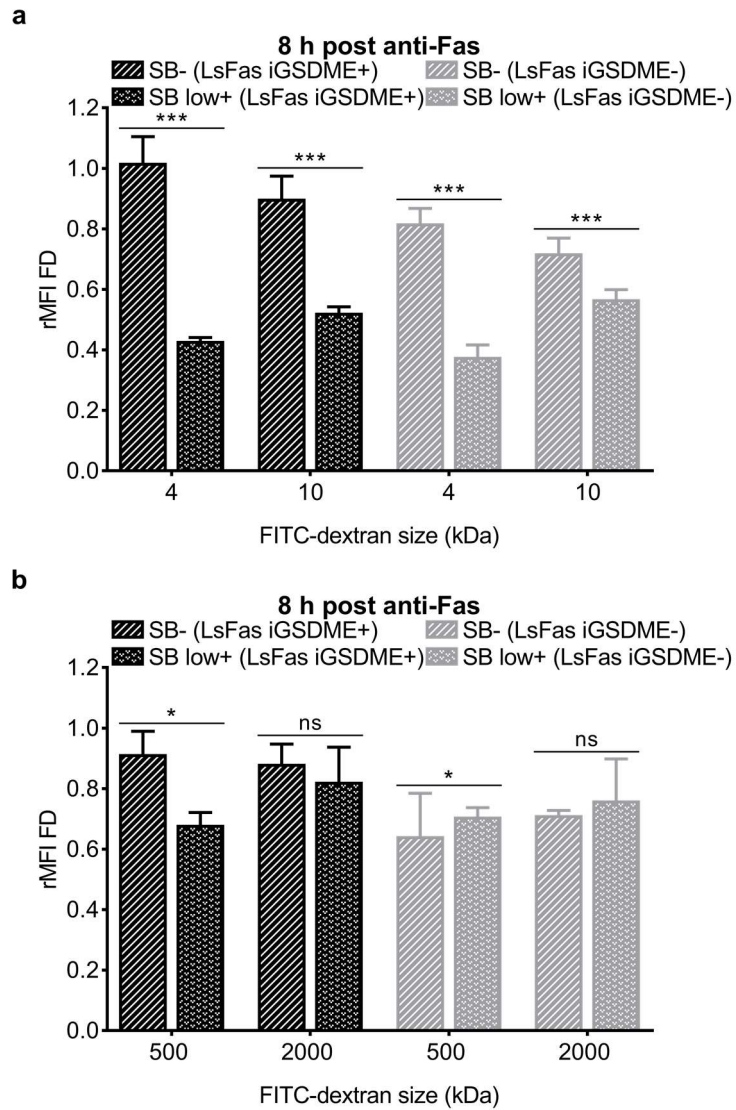 a
8 h post anti-Fas
SB- (LsFas iGSDME+) SB- (LsFas iGSDME-)
SB low+ (LsFas iGSDME+) SB low+ (LsFas iGSDME-)
1.2
1.0
0.8
0.6
0.4
0.2
0.0
rMFI FD
*** *** *** ***
4 10 4 10
FITC-dextran size (kDa)
b
8 h post anti-Fas
SB- (LsFas iGSDME+) SB- (LsFas iGSDME-)
SB low+ (LsFas iGSDME+) SB low+ (LsFas iGSDME-)
1.2
1.0
0.8
0.6
0.4
0.2
0.0
rMFI FD
* ns * ns
500 2000 500 2000
FITC-dextran size (kDa)